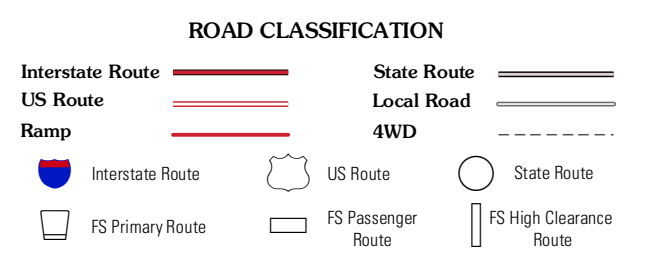 ROAD CLASSIFICATION
Interstate Route
State Route
US Route
Local Road
Ramp
4WD
Interstate Route
US Route
State Route
FS Primary Route
FS Passenger
Route
FS High Clearance
Route